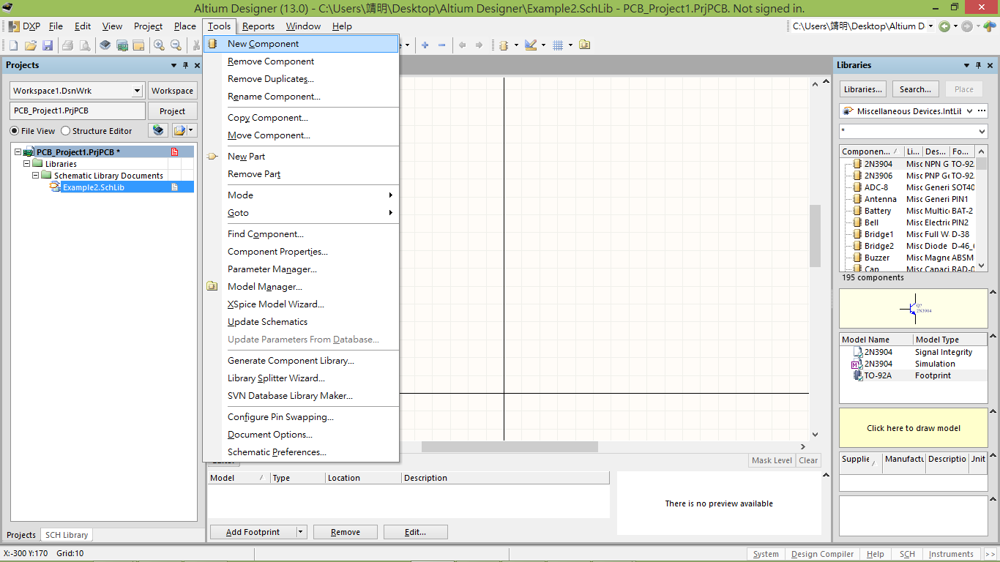 Altium Designer (13.0) - C:\Users\靖明\Desktop\Altium Designer\Example2.SchLib - PCB_Project1.PrjPCB. Not signed in.
DXP File Edit View Project Place Tools Reports Window Help
C:\Users\靖明\Desktop\Altium D
Projects
Workspace1.DsnWrk Workspace
PCB_Project1.PrjPCB Project
File View Structure Editor
PCB_Project1.PrjPCB *
Libraries
Schematic Library Documents
Example2.SchLib
Projects SCH Library
New Component
Remove Component
Remove Duplicates...
Rename Component...
Copy Component...
Move Component...
New Part
Remove Part
Mode
Goto
Find Component...
Component Properties...
Parameter Manager...
Model Manager...
XSpice Model Wizard...
Update Schematics
Update Parameters From Database...
Generate Component Library...
Library Splitter Wizard...
SVN Database Library Maker...
Configure Pin Swapping...
Document Options...
Schematic Preferences...
Mask Level Clear
Model Type Location Description
There is no preview available
Add Footprint Remove Edit...
Libraries
Libraries... Search... Place
Miscellaneous Devices.IntLib ...
*
Componen... Li... Des... Fo...
2N3904 Misc NPN G TO-92
2N3906 Misc PNP Ge TO-92
ADC-8 Misc Generi SOT40
Antenna Misc Generi PIN1
Battery Misc Multic BAT-2
Bell Misc Electric PIN2
Bridge1 Misc Full W D-38
Bridge2 Misc Diode D-46_6
Buzzer Misc Magne ABSM
Cap Misc Capaci RAD-0
195 components
Q?
2N3904
Model Name Model Type
2N3904 Signal Integrity
2N3904 Simulation
TO-92A Footprint
Click here to draw model
Supplie Manufactu Descriptio Unit
X:-300 Y:170 Grid:10
System Design Compiler Help SCH Instruments >>